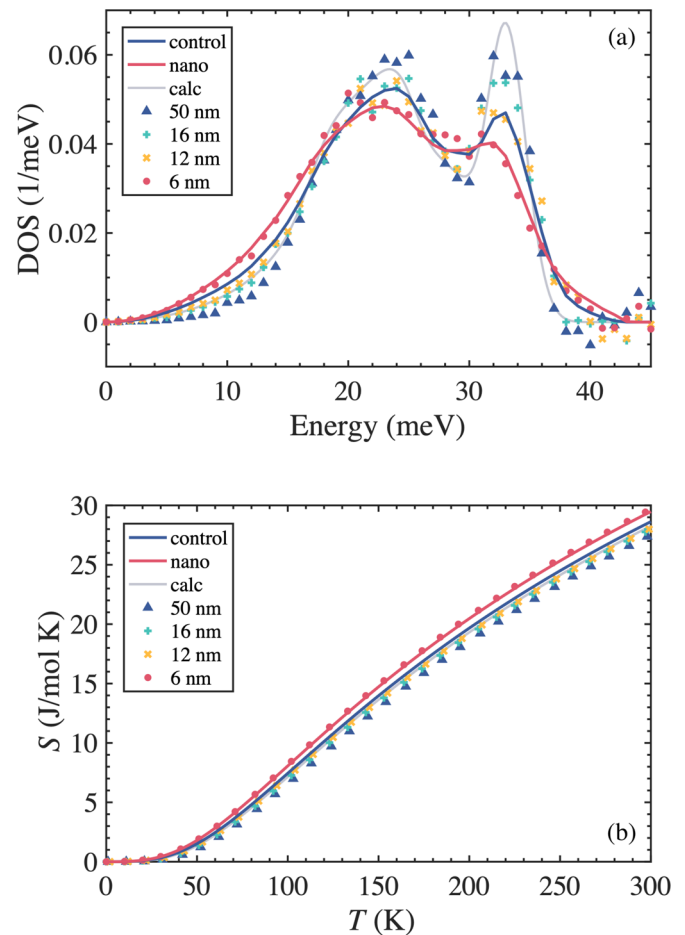 0.06
0.04
0.02
0
DOS (1/meV)
(a)
control
nano
calc
50 nm
16 nm
12 nm
6 nm
0 10 20 30 40
Energy (meV)
30
25
20
15
10
5
0
S (J/mol K)
control
nano
calc
50 nm
16 nm
12 nm
6 nm
(b)
0 50 100 150 200 250 300
T (K)